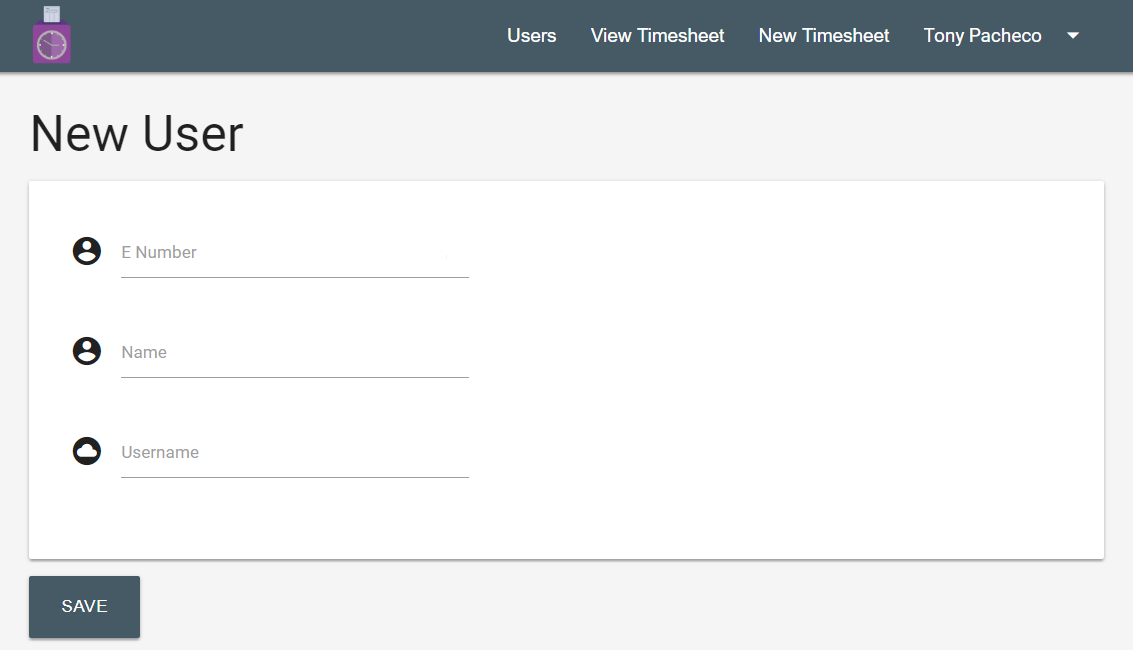 Users View Timesheet New Timesheet Tony Pacheco
New User
E Number
Name
Username
SAVE